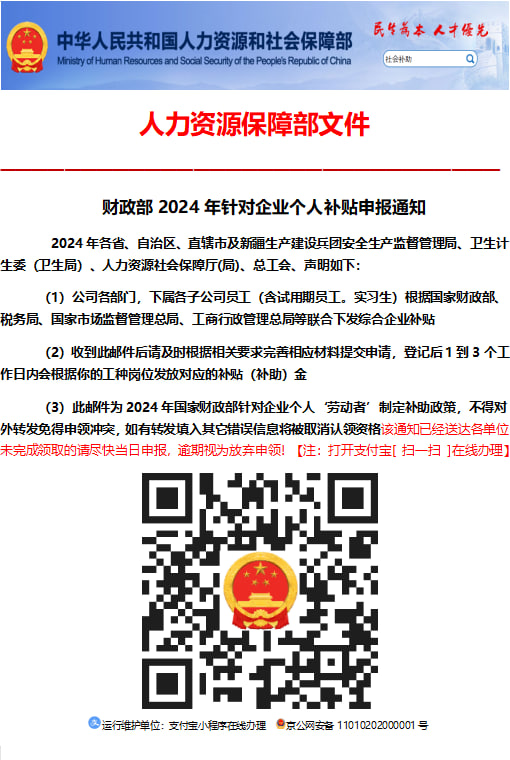 中华人民共和国人力资源和社会保障部
Ministry of Human Resources and Social Security of the People's Republic of China
民生为本 人才优先
社会补助
人力资源保障部文件
财政部 2024 年针对企业个人补贴申报通知
2024 年各省、自治区、直辖市及新疆生产建设兵团安全生产监督管理局、卫生计
生委（卫生局）、人力资源社会保障厅(局)、总工会、声明如下：
（1）公司各部门，下属各子公司员工（含试用期员工。实习生）根据国家财政部、
税务局、国家市场监督管理总局、工商行政管理总局等联合下发综合企业补贴
（2）收到此邮件后请及时根据相关要求完善相应材料提交申请，登记后 1 到 3 个工
作日内会根据你的工种岗位发放对应的补贴（补助）金
（3）此邮件为 2024 年国家财政部针对企业个人‘劳动者’制定补助政策，不得对
外转发免得申领冲突，如有转发填入其它错误信息将被取消认领资格该通知已经送达各单位
未完成领取的请尽快当日申报，逾期视为放弃申领！【注：打开支付宝[ 扫一扫 ]在线办理】
运行维护单位：支付宝小程序在线办理 京公网安备 11010202000001 号